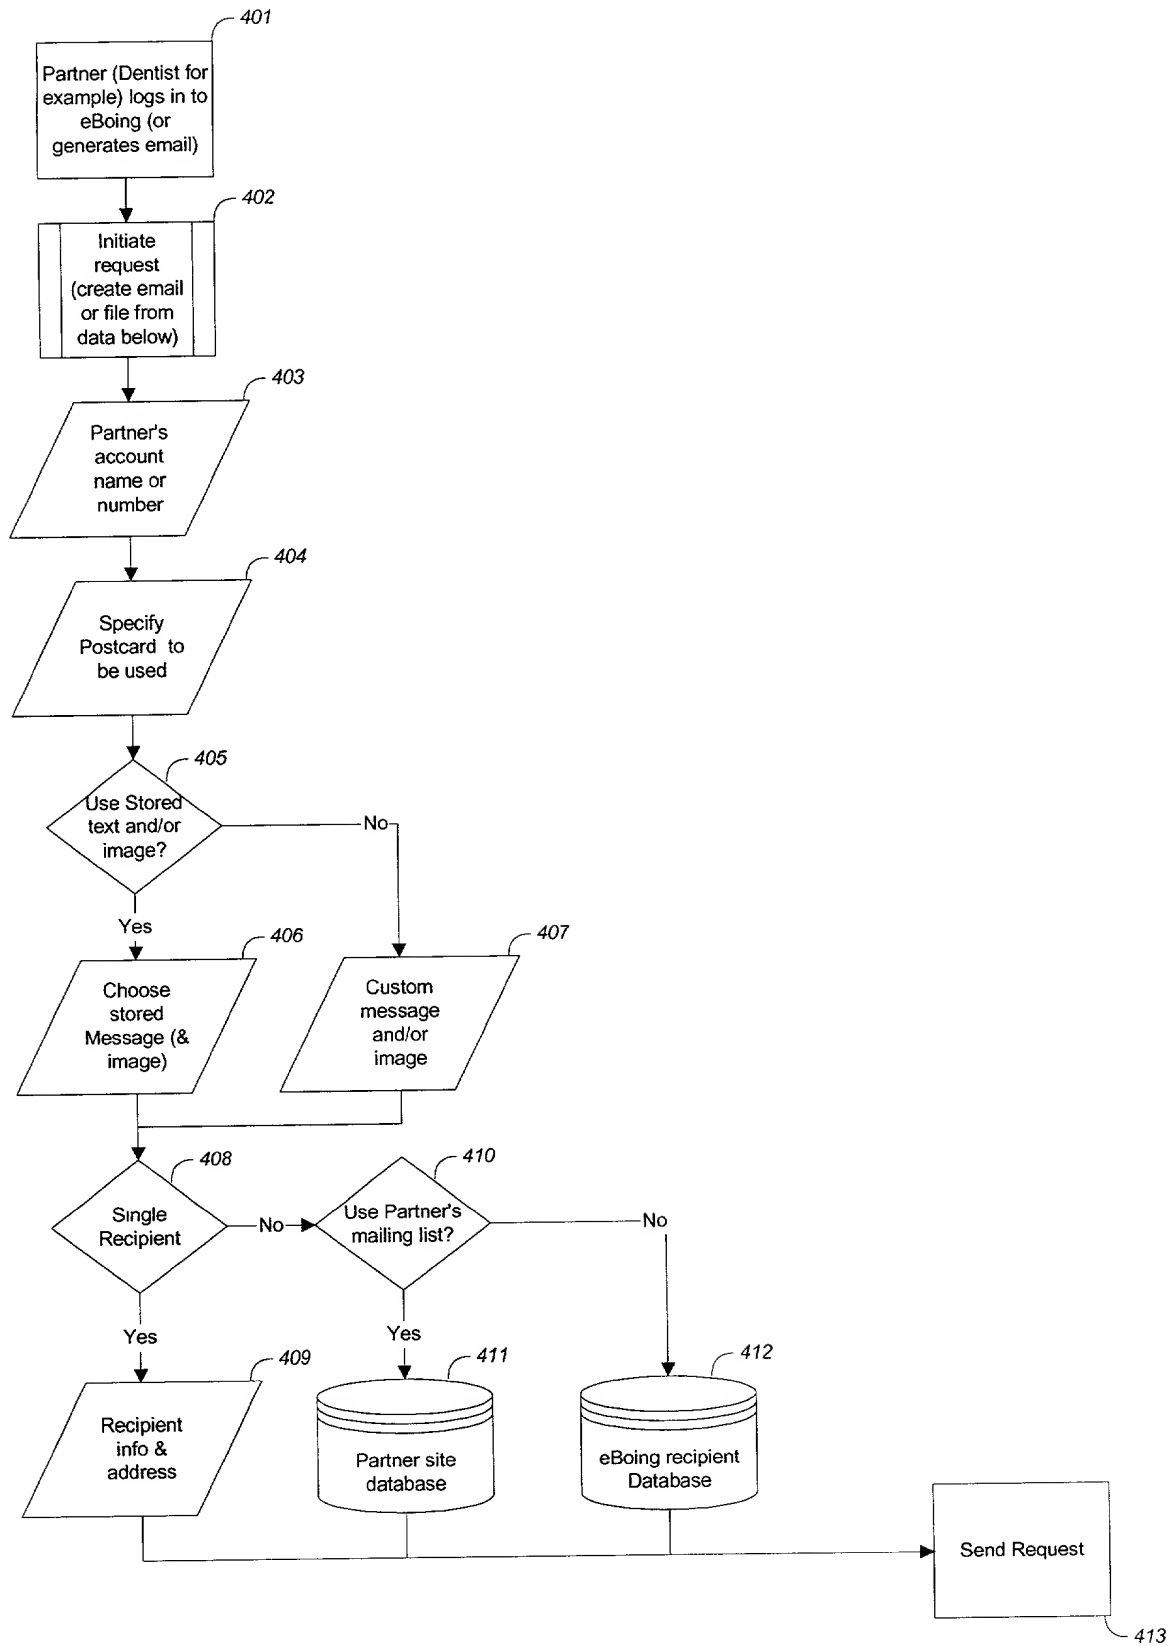 401
Partner (Dentist for
example) logs in to
eBoing (or
generates email)
402
Initiate
request
(create email
or file from
data below)
403
Partner's
account
name or
number
404
Specify
Postcard to
be used
405
Use Stored
text and/or
image?
No
Yes
406
Choose
stored
Message (&
image)
407
Custom
message
and/or
image
408
Single
Recipient
No
410
Use Partner's
mailing list?
No
Yes
Yes
409
Recipient
info &
address
411
Partner site
database
412
eBoing recipient
Database
Send Request
413